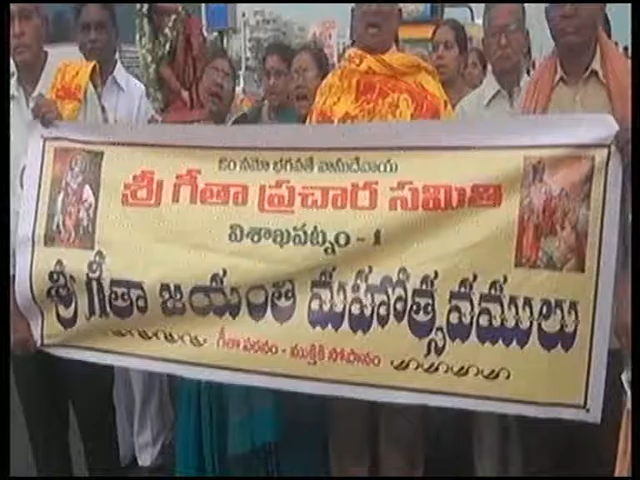 ఓం నమో భగవతే వాసుదేవాయ
శ్రీ గీతా ప్రచార సమితి
విశాఖపట్నం - 1
శ్రీ గీతా జయంతి మహోత్సవములు
గీతా పఠనం - ముక్తికి సోపానం